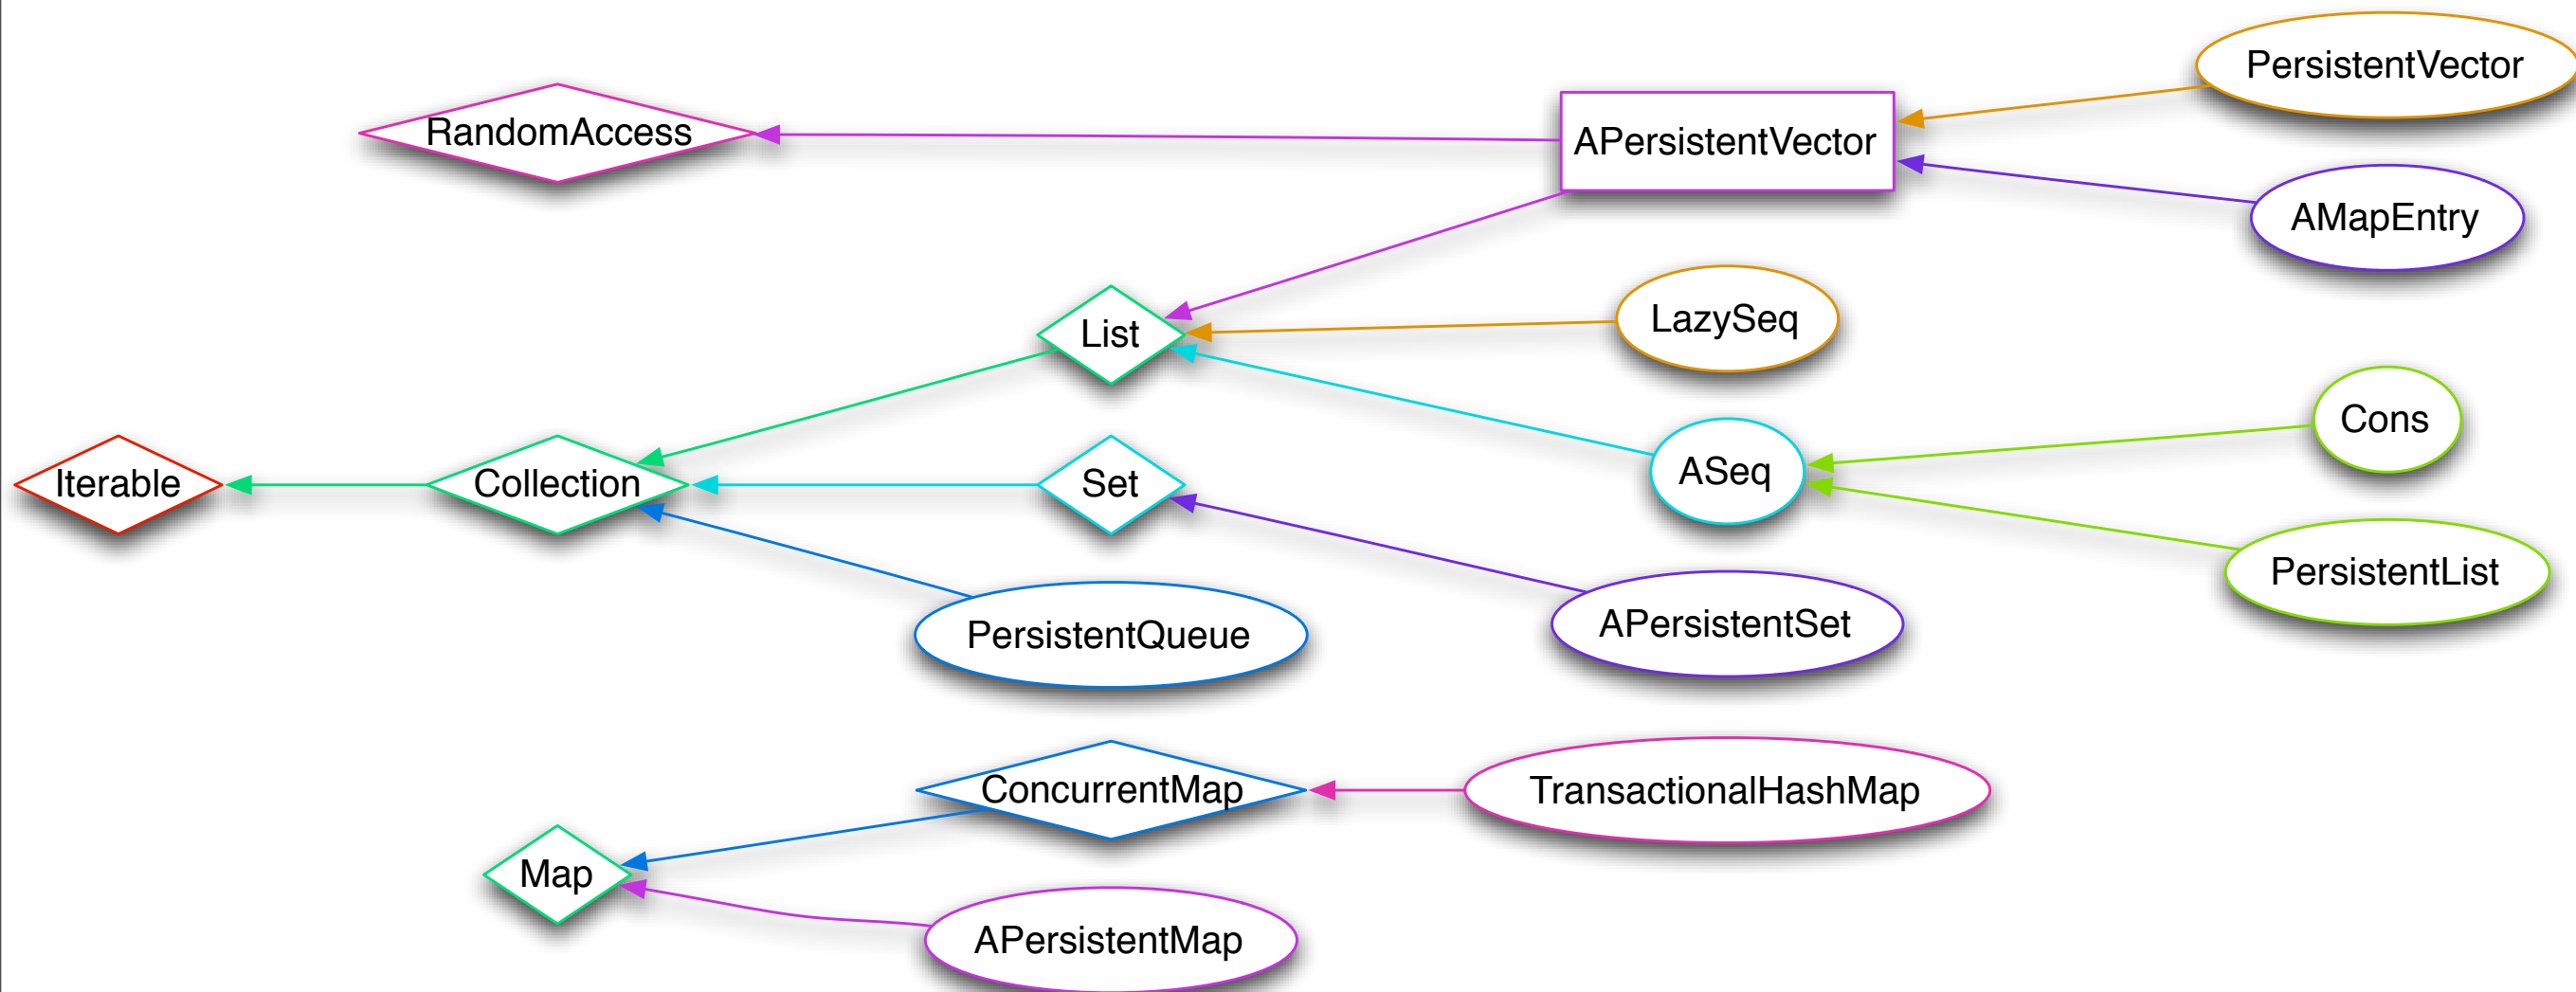 PersistentVector
RandomAccess
APersistentVector
AMapEntry
List
LazySeq
Cons
Iterable
Collection
Set
ASeq
PersistentList
PersistentQueue
APersistentSet
ConcurrentMap
TransactionalHashMap
Map
APersistentMap